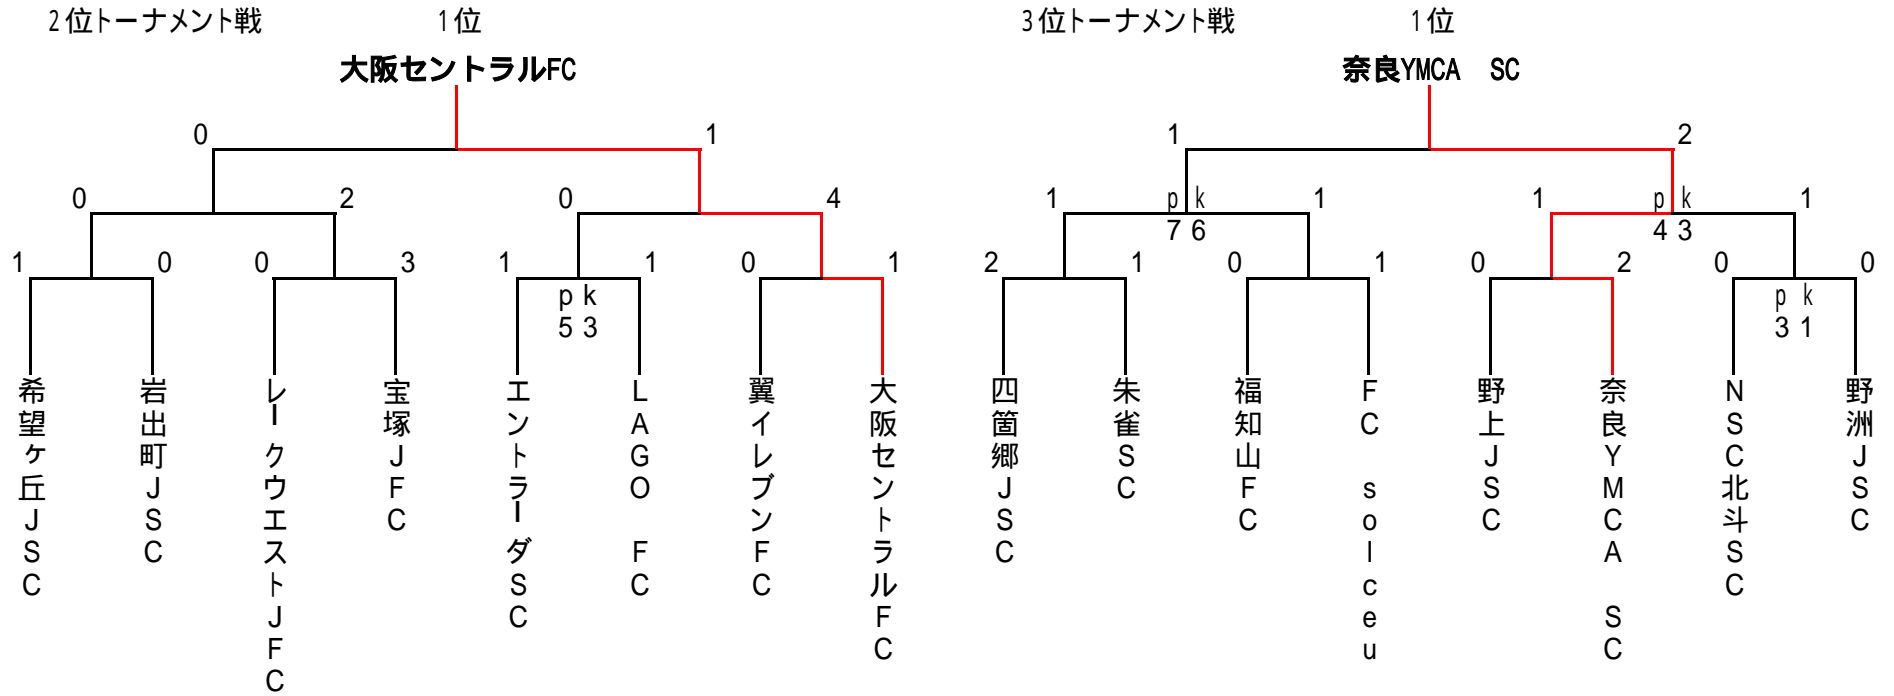 2位トーナメント戦 1位 3位トーナメント戦 1位
大阪セントラルFC 奈良YMCA SC
0 1 1 2
0 2 0 4 1 pk 1 1 pk 1
76 43
1 0 0 3 1 1 0 1 2 1 0 1 0 2 0 0
pk pk
53 31
希望ヶ丘JSC
岩出町JSC
レークウエストJFC
宝塚JFC
エントラーダSC
LAGO FC
翼イレブンFC
大阪セントラルFC
四箇郷JSC
朱雀SC
福知山FC
FC solceu
野上JSC
奈良YMCA SC
NSC北斗SC
野洲JSC